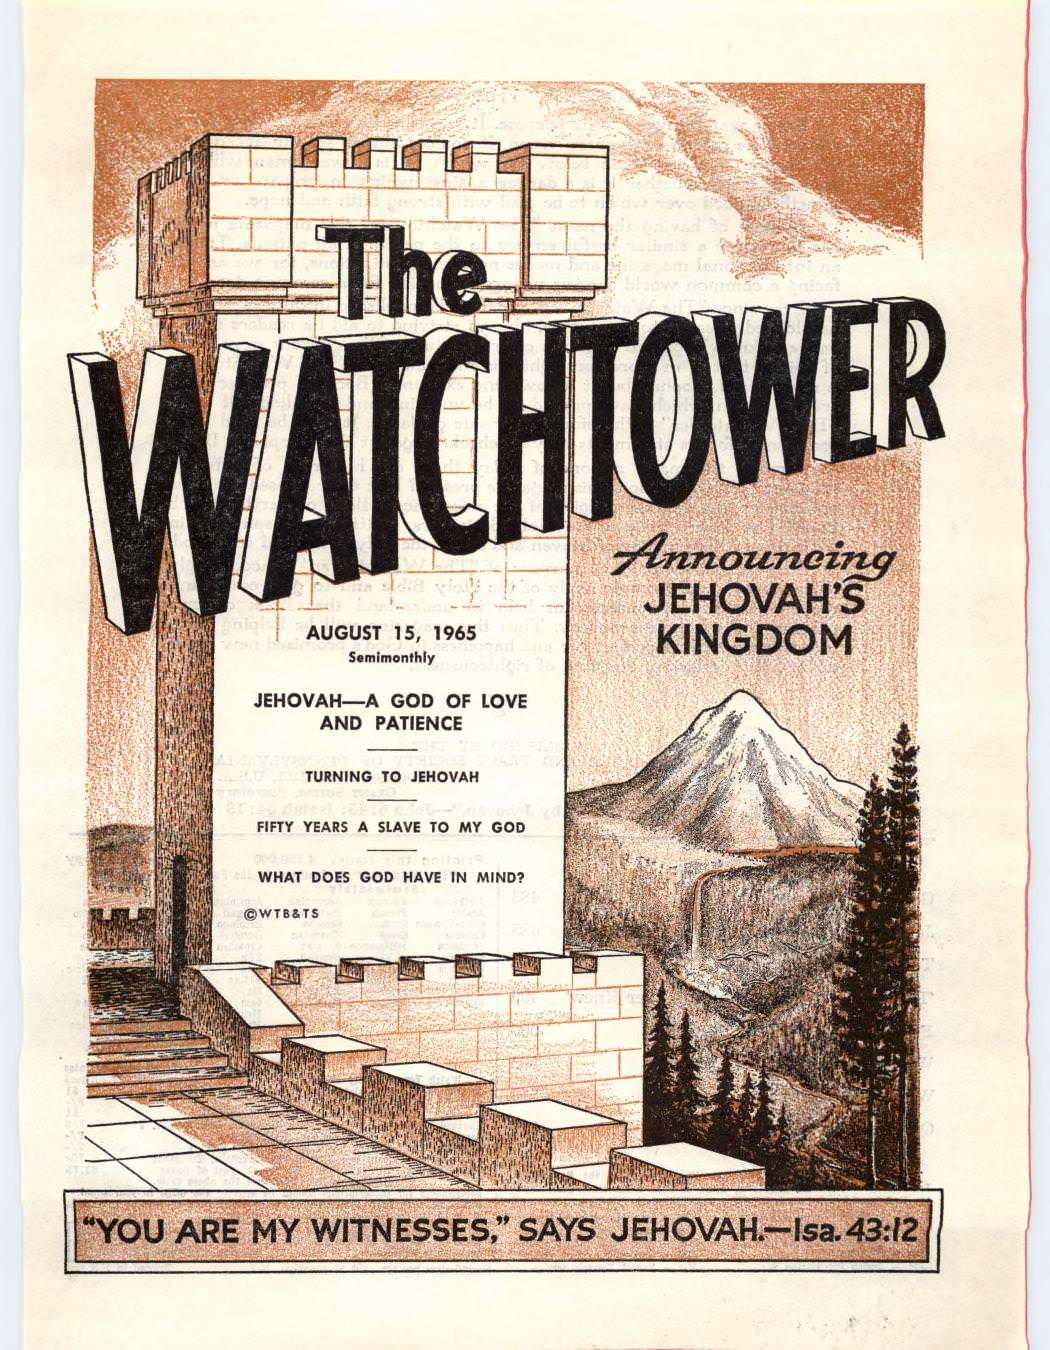 The
WATCHTOWER
Announcing
JEHOVAH'S
KINGDOM
AUGUST 15, 1965
Semimonthly
JEHOVAH—A GOD OF LOVE
AND PATIENCE
TURNING TO JEHOVAH
FIFTY YEARS A SLAVE TO MY GOD
WHAT DOES GOD HAVE IN MIND?
©WTB&TS
"YOU ARE MY WITNESSES," SAYS JEHOVAH.—Isa. 43:12